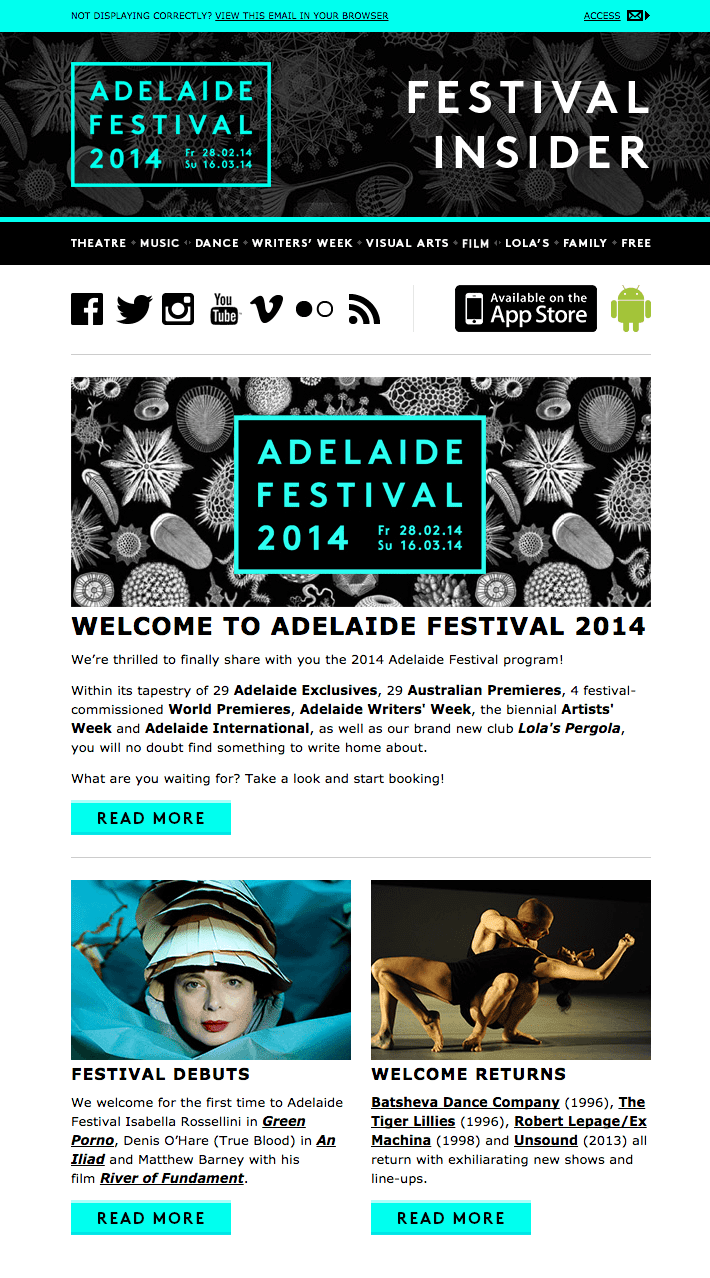 NOT DISPLAYING CORRECTLY? VIEW THIS EMAIL IN YOUR BROWSER
ACCESS
ADELAIDE
FESTIVAL
2014 Fr 28.02.14
Su 16.03.14
FESTIVAL
INSIDER
THEATRE MUSIC DANCE WRITERS' WEEK VISUAL ARTS FILM LOLA'S FAMILY FREE
You
Tube
Available on the
App Store
ADELAIDE
FESTIVAL
2014 Fr 28.02.14
Su 16.03.14
WELCOME TO ADELAIDE FESTIVAL 2014
We're thrilled to finally share with you the 2014 Adelaide Festival program!
Within its tapestry of 29 Adelaide Exclusives, 29 Australian Premieres, 4 festival-
commissioned World Premieres, Adelaide Writers' Week, the biennial Artists'
Week and Adelaide International, as well as our brand new club Lola's Pergola,
you will no doubt find something to write home about.
What are you waiting for? Take a look and start booking!
READ MORE
FESTIVAL DEBUTS
We welcome for the first time to Adelaide
Festival Isabella Rossellini in Green
Porno, Denis O'Hare (True Blood) in An
Iliad and Matthew Barney with his
film River of Fundament.
READ MORE
WELCOME RETURNS
Batsheva Dance Company (1996), The
Tiger Lillies (1996), Robert Lepage/Ex
Machina (1998) and Unsound (2013) all
return with exhiliarating new shows and
line-ups.
READ MORE